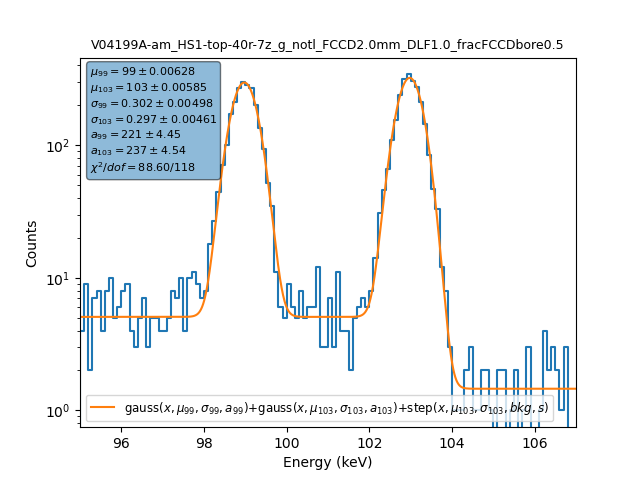 V04199A-am_HS1-top-40r-7z_g_notl_FCCD2.0mm_DLF1.0_fracFCCDbore0.5
μ₉₉ = 99 ± 0.00628
μ₁₀₃ = 103 ± 0.00585
σ₉₉ = 0.302 ± 0.00498
σ₁₀₃ = 0.297 ± 0.00461
a₉₉ = 221 ± 4.45
a₁₀₃ = 237 ± 4.54
χ²/dof = 88.60/118
10²
10¹
10⁰
Counts
gauss(x, μ₉₉, σ₉₉, a₉₉)+gauss(x, μ₁₀₃, σ₁₀₃, a₁₀₃)+step(x, μ₁₀₃, σ₁₀₃, bkg, s)
96 98 100 102 104 106
Energy (keV)